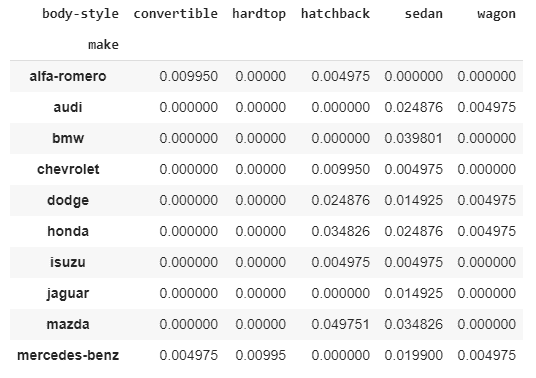 body-style convertible hardtop hatchback sedan wagon
make
alfa-romero 0.009950 0.00000 0.004975 0.000000 0.000000
audi 0.000000 0.00000 0.000000 0.024876 0.004975
bmw 0.000000 0.00000 0.000000 0.039801 0.000000
chevrolet 0.000000 0.00000 0.009950 0.004975 0.000000
dodge 0.000000 0.00000 0.024876 0.014925 0.004975
honda 0.000000 0.00000 0.034826 0.024876 0.004975
isuzu 0.000000 0.00000 0.004975 0.004975 0.000000
jaguar 0.000000 0.00000 0.000000 0.014925 0.000000
mazda 0.000000 0.00000 0.049751 0.034826 0.000000
mercedes-benz 0.004975 0.00995 0.000000 0.019900 0.004975